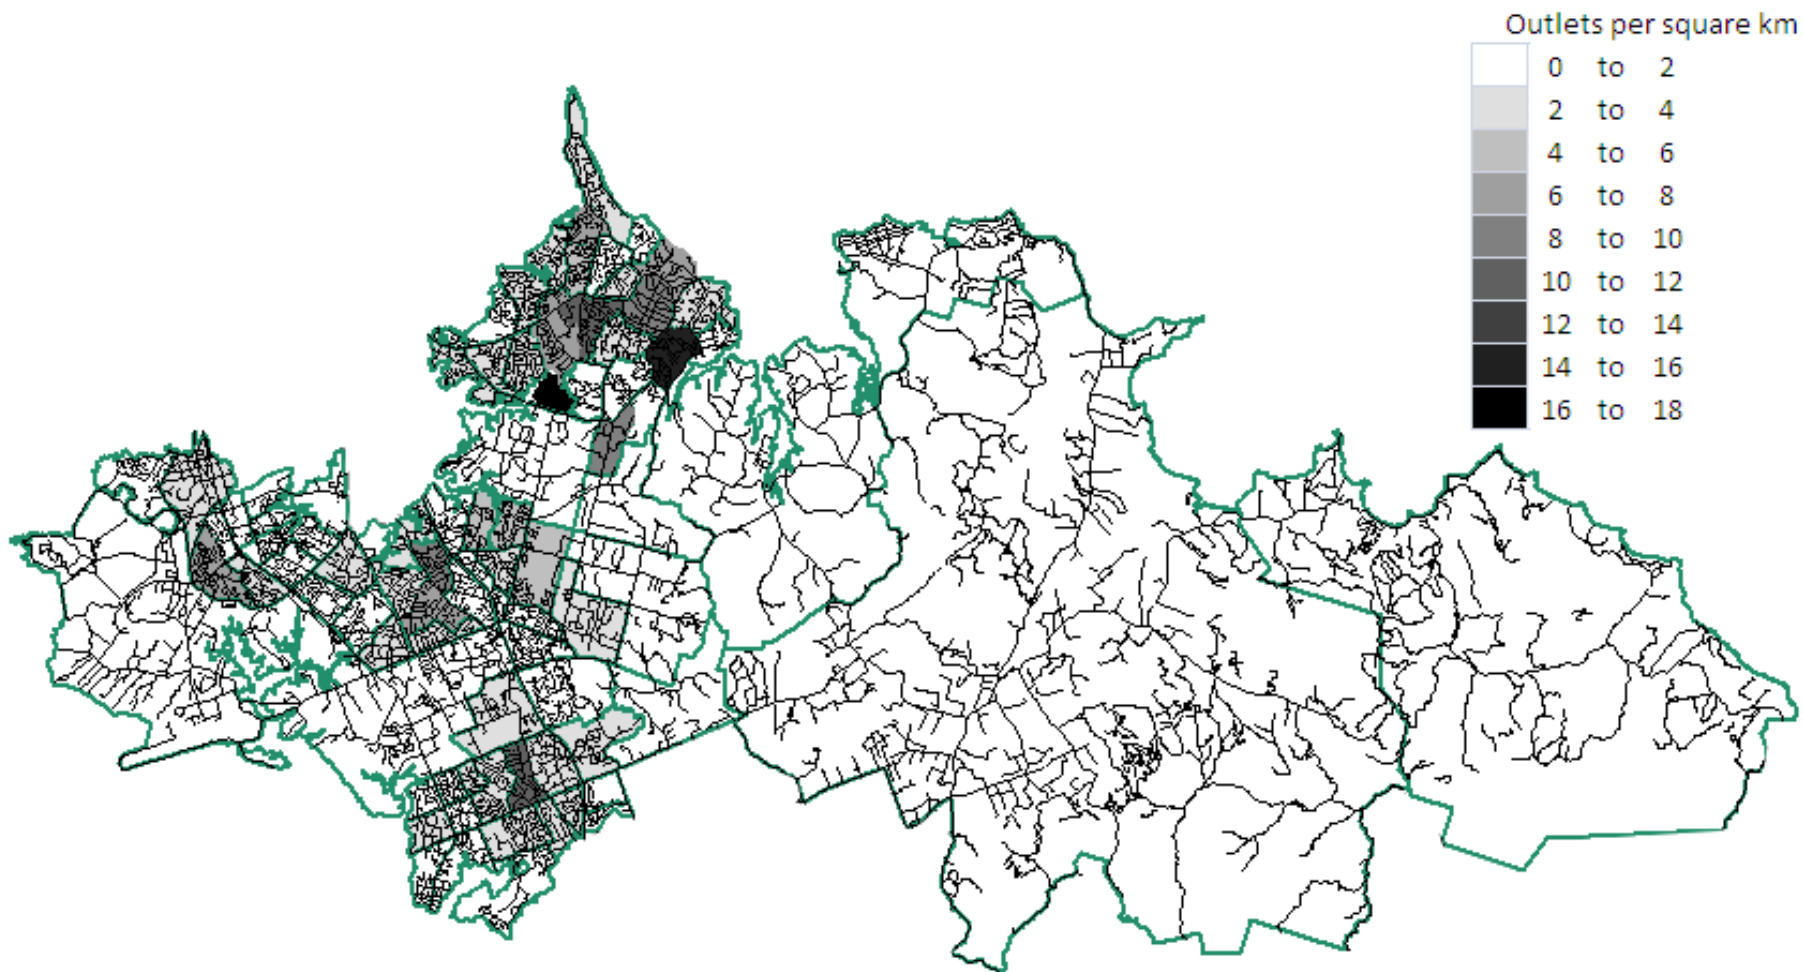 Outlets per square km
0 to 2
2 to 4
4 to 6
6 to 8
8 to 10
10 to 12
12 to 14
14 to 16
16 to 18